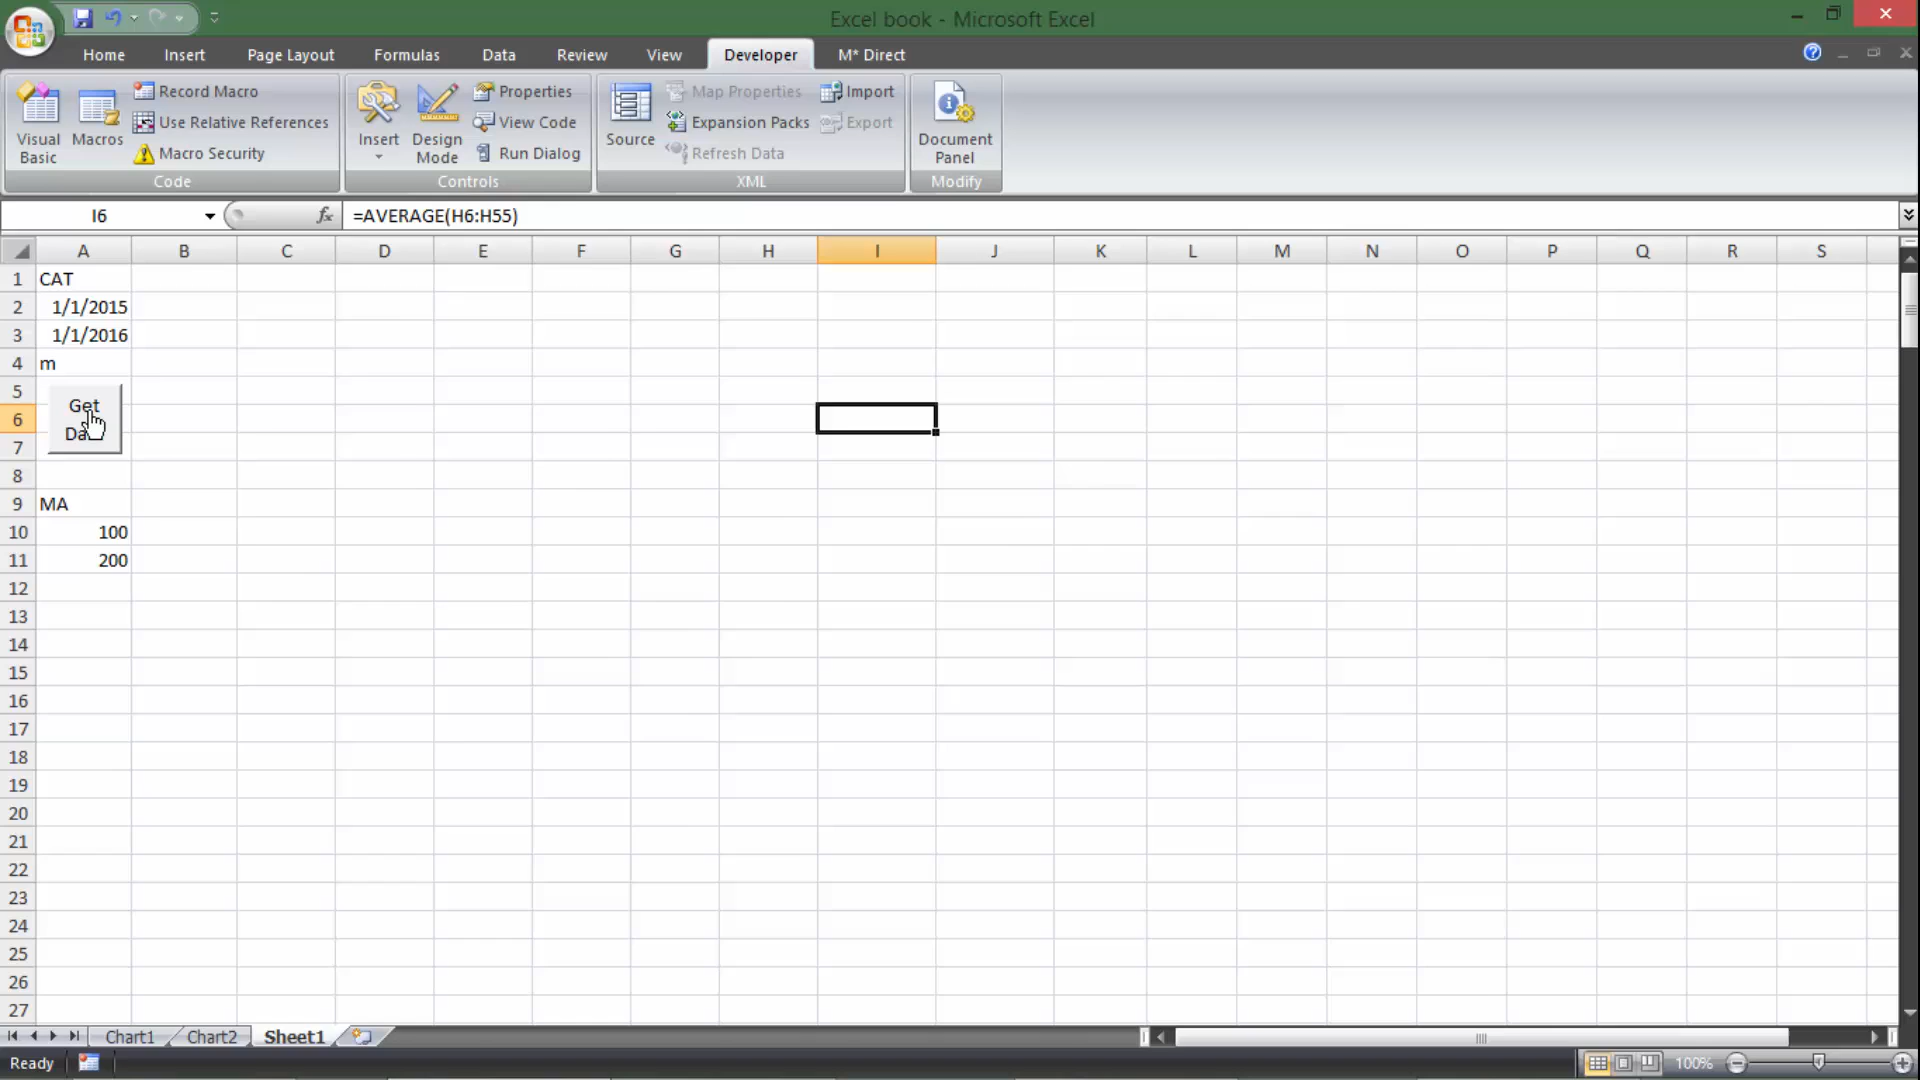 Excel book - Microsoft Excel
Home Insert Page Layout Formulas Data Review View Developer M* Direct
Visual Basic
Macros
Record Macro
Use Relative References
Macro Security
Code
Insert
Design Mode
Properties
View Code
Run Dialog
Controls
Source
Map Properties
Expansion Packs
Refresh Data
Import
Export
XML
Document Panel
Modify
I6 fx =AVERAGE(H6:H55)
A B C D E F G H I J K L M N O P Q R S
1 CAT
2 1/1/2015
3 1/1/2016
4 m
5
Get
6
7
8
9 MA
10 100
11 200
12
13
14
15
16
17
18
19
20
21
22
23
24
25
26
27
Chart1 Chart2 Sheet1
Ready 100%